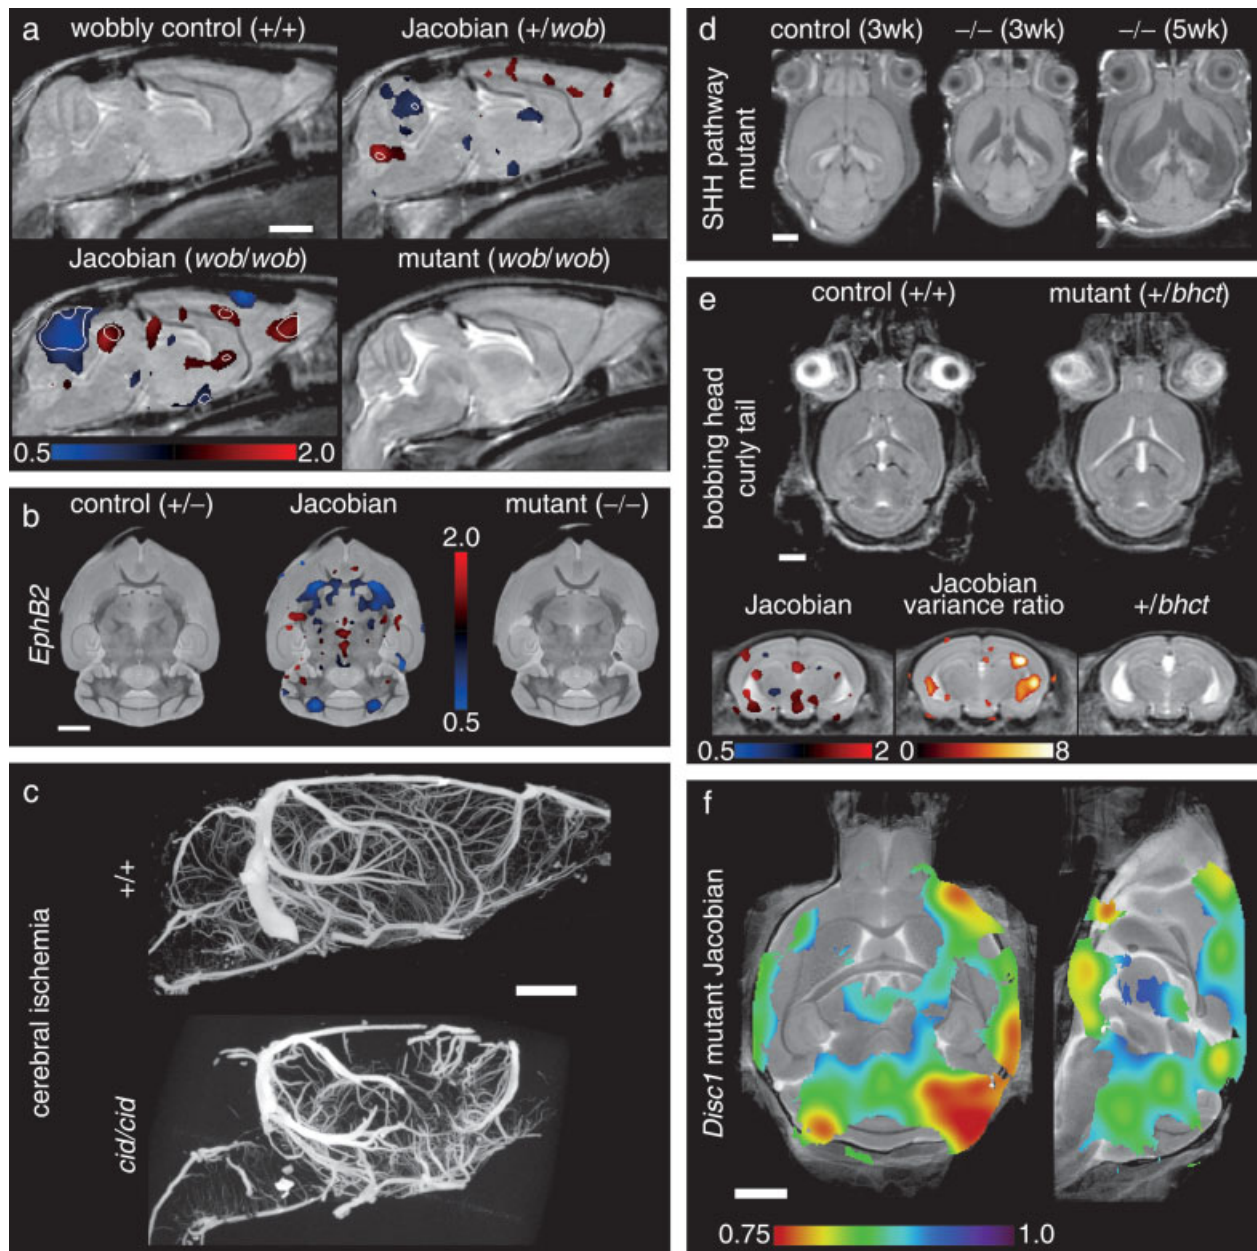 a
wobbly control (+/+)
Jacobian (+/wob)
Jacobian (wob/wob)
mutant (wob/wob)
0.5
2.0
b
control (+/−)
Jacobian
mutant (−/−)
EphB2
2.0
0.5
c
cerebral ischemia
+/+
cid/cid
d
control (3wk)
−/− (3wk)
−/− (5wk)
SHH pathway
mutant
e
control (+/+)
mutant (+/bhct)
bobbing head
curly tail
Jacobian
Jacobian
variance ratio
+/bhct
0.5
2
0
8
f
Disc1 mutant Jacobian
0.75
1.0